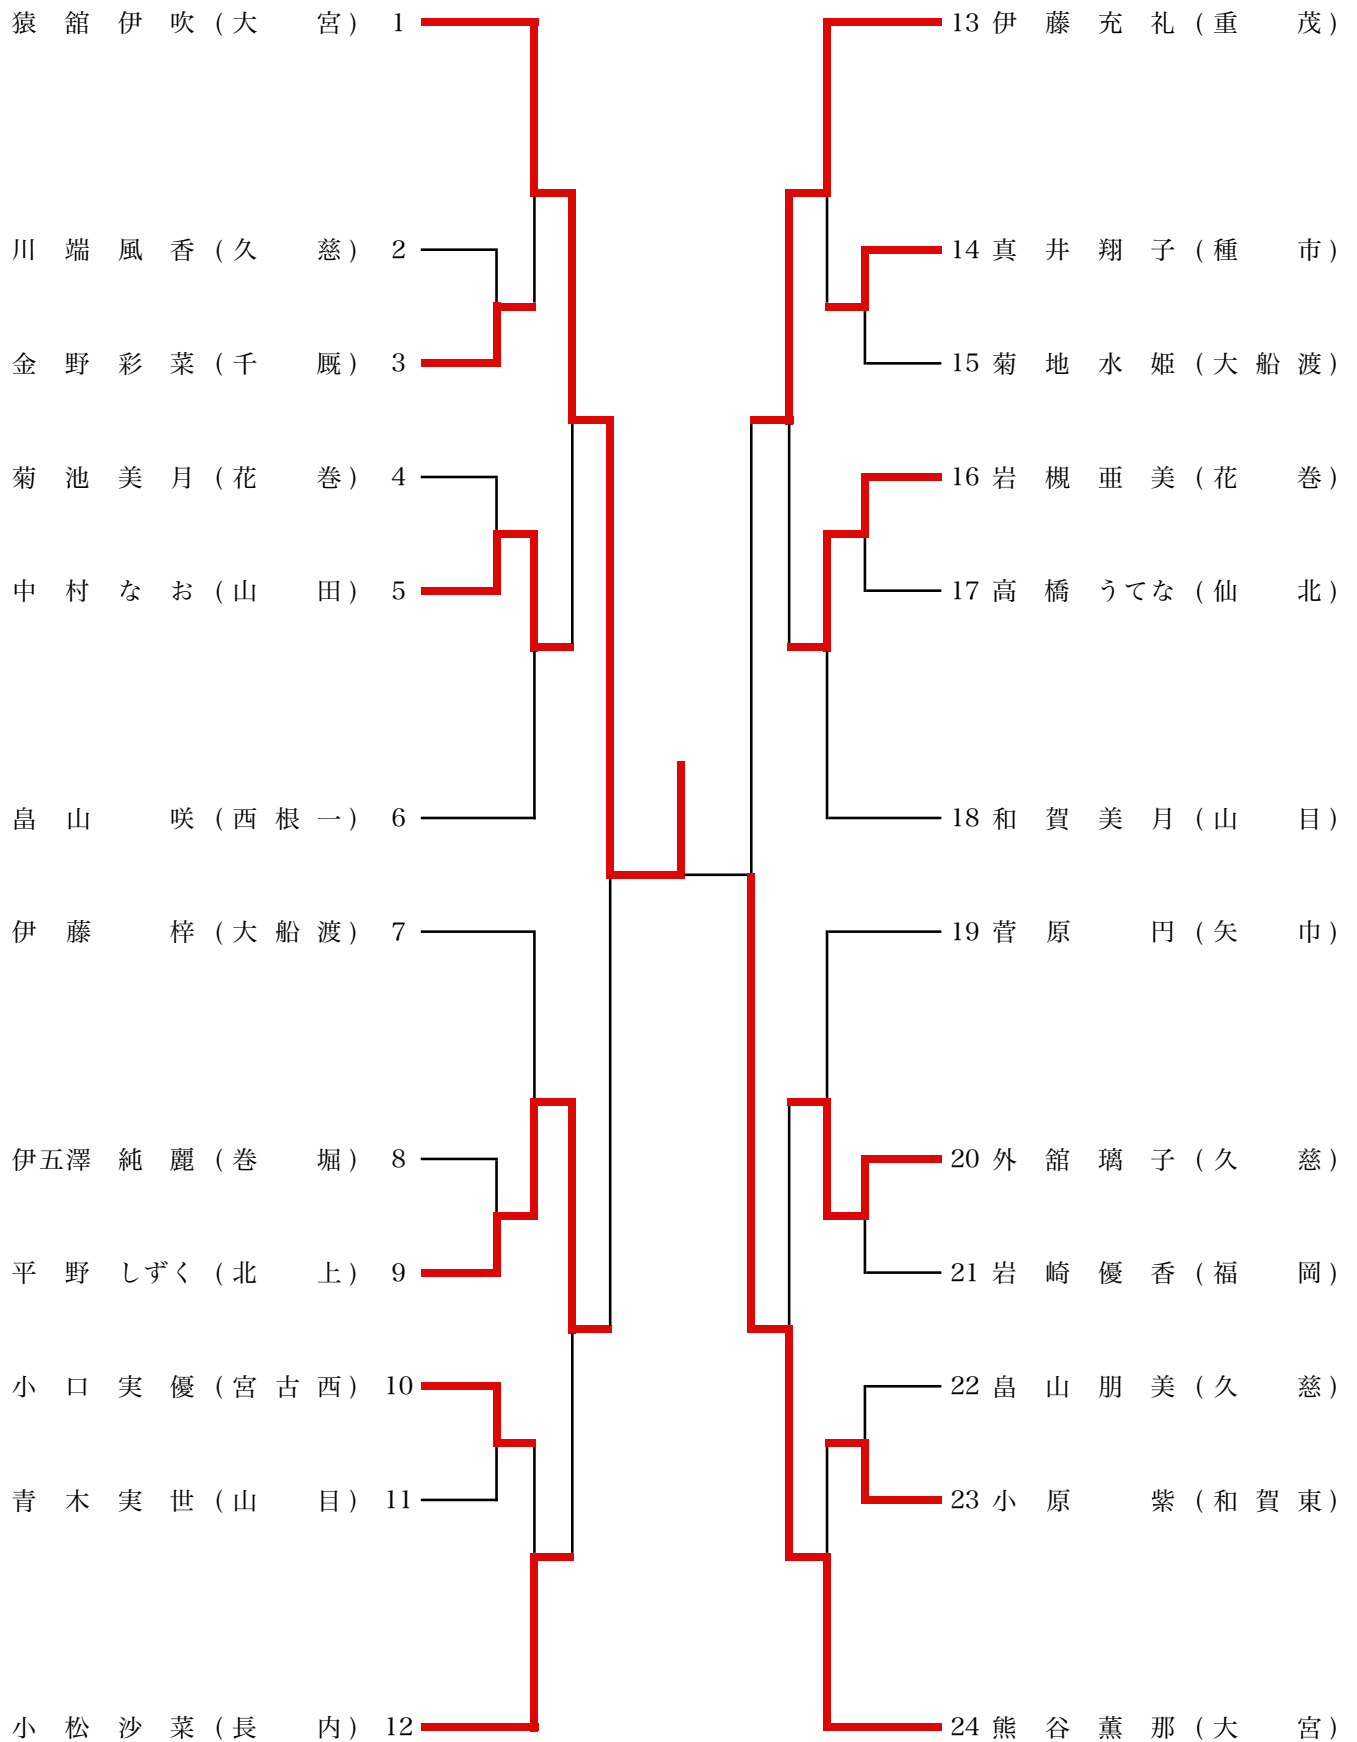 猿舘伊吹(大宮) 1
川端風香(久慈) 2
金野彩菜(千厩) 3
菊池美月(花巻) 4
中村なお(山田) 5
畠山咲(西根一) 6
伊藤梓(大船渡) 7
伊五澤純麗(巻堀) 8
平野しずく(北上) 9
小口実優(宮古西) 10
青木実世(山目) 11
小松沙菜(長内) 12
13 伊藤充礼(重茂)
14 真井翔子(種市)
15 菊地水姫(大船渡)
16 岩槻亜美(花巻)
17 高橋うてな(仙北)
18 和賀美月(山目)
19 菅原円(矢巾)
20 外舘璃子(久慈)
21 岩崎優香(福岡)
22 畠山朋美(久慈)
23 小原紫(和賀東)
24 熊谷薫那(大宮)